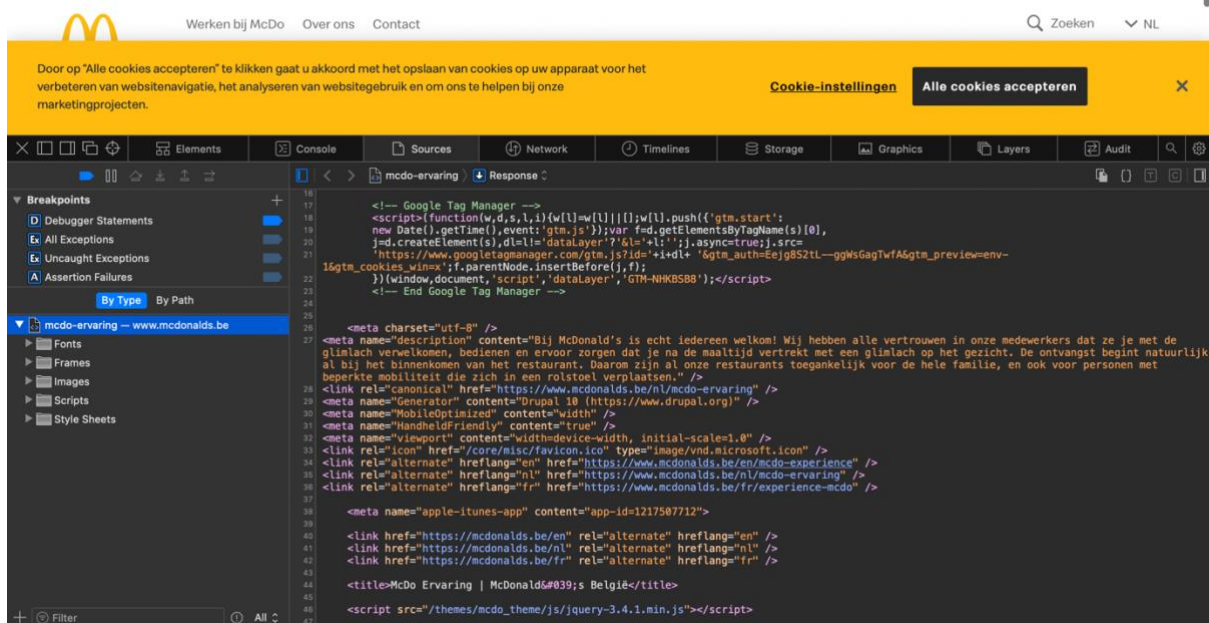 Werken bij McDo Over ons Contact Zoeken NL
Door op "Alle cookies accepteren" te klikken gaat u akkoord met het opslaan van cookies op uw apparaat voor het
verbeteren van websitenavigatie, het analyseren van websitegebruik en om ons te helpen bij onze
marketingprojecten.
Cookie-instellingen Alle cookies accepteren
Elements Console Sources Network Timelines Storage Graphics Layers Audit
mcdo-ervaring Response
Breakpoints
D Debugger Statements
Ex All Exceptions
Ex Uncaught Exceptions
A Assertion Failures
By Type By Path
mcdo-ervaring — www.mcdonalds.be
Fonts
Frames
Images
Scripts
Style Sheets
Filter All
16
17 <!-- Google Tag Manager -->
18 <script>(function(w,d,s,l,i){w[l]=w[l]||[];w[l].push({'gtm.start':
19 new Date().getTime(),event:'gtm.js'});var f=d.getElementsByTagName(s)[0],
20 j=d.createElement(s),dl=l!='dataLayer'?'&l='+l:'';j.async=true;j.src=
21 'https://www.googletagmanager.com/gtm.js?id='+i+dl+ '&gtm_auth=Eejg8S2tL--ggWsGagTwfA&gtm_preview=env-
1&gtm_cookies_win=x';f.parentNode.insertBefore(j,f);
22 })(window,document,'script','dataLayer','GTM-NHKBSB8');</script>
23 <!-- End Google Tag Manager -->
24
25
26 <meta charset="utf-8" />
27 <meta name="description" content="Bij McDonald’s is echt iedereen welkom! Wij hebben alle vertrouwen in onze medewerkers dat ze je met de
glimlach verwelkomen, bedienen en ervoor zorgen dat je na de maaltijd vertrekt met een glimlach op het gezicht. De ontvangst begint natuurlijk
al bij het binnenkomen van het restaurant. Daarom zijn al onze restaurants toegankelijk voor de hele familie, en ook voor personen met
beperkte mobiliteit die zich in een rolstoel verplaatsen." />
28 <link rel="canonical" href="https://www.mcdonalds.be/nl/mcdo-ervaring" />
29 <meta name="Generator" content="Drupal 10 (https://www.drupal.org)" />
30 <meta name="MobileOptimized" content="width" />
31 <meta name="HandheldFriendly" content="true" />
32 <meta name="viewport" content="width=device-width, initial-scale=1.0" />
33 <link rel="icon" href="/core/misc/favicon.ico" type="image/vnd.microsoft.icon" />
34 <link rel="alternate" hreflang="en" href="https://www.mcdonalds.be/en/mcdo-experience" />
35 <link rel="alternate" hreflang="nl" href="https://www.mcdonalds.be/nl/mcdo-ervaring" />
36 <link rel="alternate" hreflang="fr" href="https://www.mcdonalds.be/fr/experience-mcdo" />
37
38 <meta name="apple-itunes-app" content="app-id=1217507712">
39
40 <link href="https://mcdonalds.be/en" rel="alternate" hreflang="en" />
41 <link href="https://mcdonalds.be/nl" rel="alternate" hreflang="nl" />
42 <link href="https://mcdonalds.be/fr" rel="alternate" hreflang="fr" />
43
44 <title>McDo Ervaring | McDonald&#039;s België</title>
45
46 <script src="/themes/mcdo_theme/js/jquery-3.4.1.min.js"></script>
47